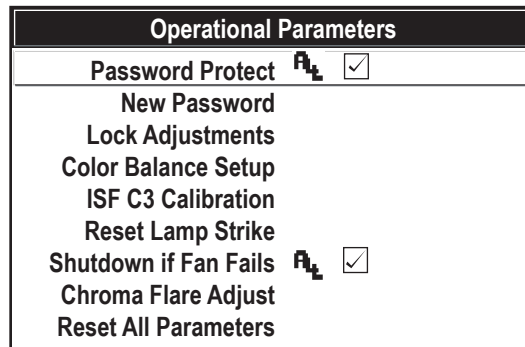 Operational Parameters
Password Protect
New Password
Lock Adjustments
Color Balance Setup
ISF C3 Calibration
Reset Lamp Strike
Shutdown if Fan Fails
Chroma Flare Adjust
Reset All Parameters